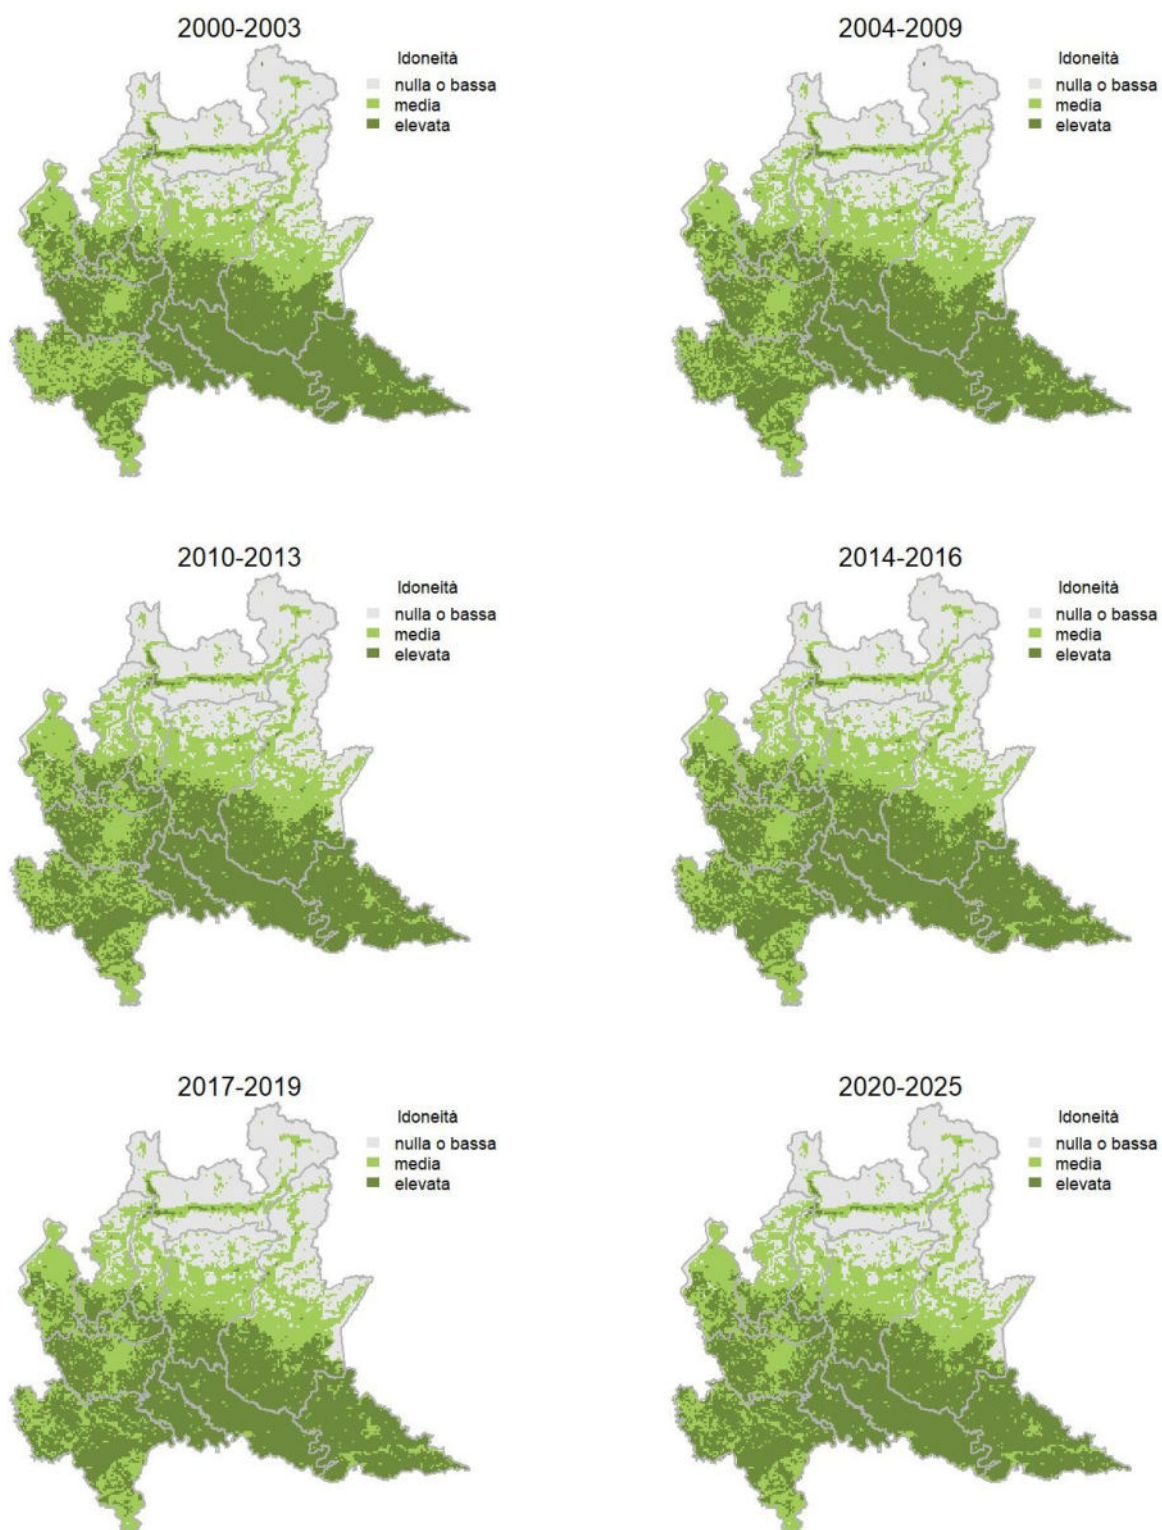 2000-2003
Idoneità
nulla o bassa
media
elevata
2004-2009
Idoneità
nulla o bassa
media
elevata
2010-2013
Idoneità
nulla o bassa
media
elevata
2014-2016
Idoneità
nulla o bassa
media
elevata
2017-2019
Idoneità
nulla o bassa
media
elevata
2020-2025
Idoneità
nulla o bassa
media
elevata